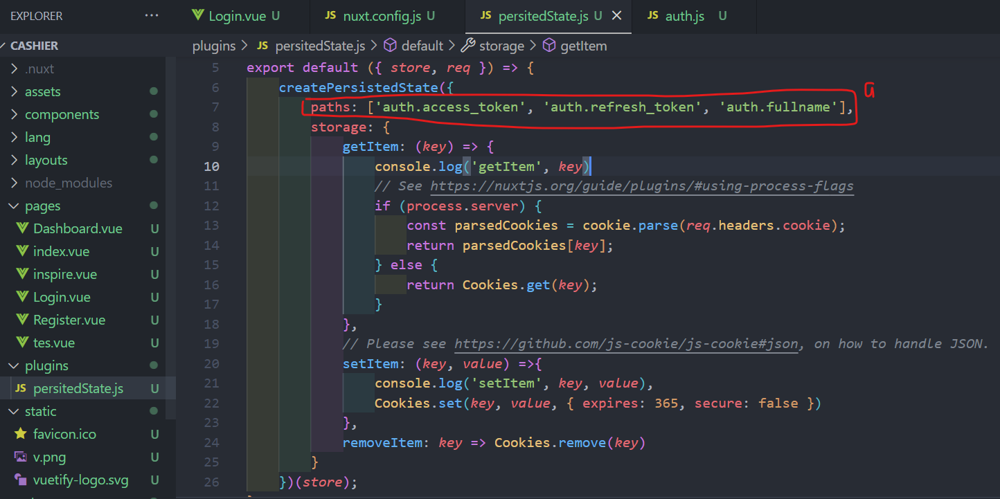 EXPLORER ···
Login.vue U
JS nuxt.config.js U
JS persitedState.js U
JS auth.js U
CASHIER
plugins > JS persitedState.js > default > storage > getItem
.nuxt
assets
components
lang
layouts
node_modules
pages
Dashboard.vue U
index.vue U
inspire.vue U
Login.vue U
Register.vue U
tes.vue U
plugins
JS persitedState.js U
static
favicon.ico U
v.png U
vuetify-logo.svg U
5 export default ({ store, req }) => {
6 createPersistedState({
7 paths: ['auth.access_token', 'auth.refresh_token', 'auth.fullname'],
8 storage: {
9 getItem: (key) => {
10 console.log('getItem', key)
11 // See https://nuxtjs.org/guide/plugins/#using-process-flags
12 if (process.server) {
13 const parsedCookies = cookie.parse(req.headers.cookie);
14 return parsedCookies[key];
15 } else {
16 return Cookies.get(key);
17 }
18 },
19 // Please see https://github.com/js-cookie/js-cookie#json, on how to handle JSON.
20 setItem: (key, value) =>{
21 console.log('setItem', key, value),
22 Cookies.set(key, value, { expires: 365, secure: false })
23 },
24 removeItem: key => Cookies.remove(key)
25 }
26 })(store);